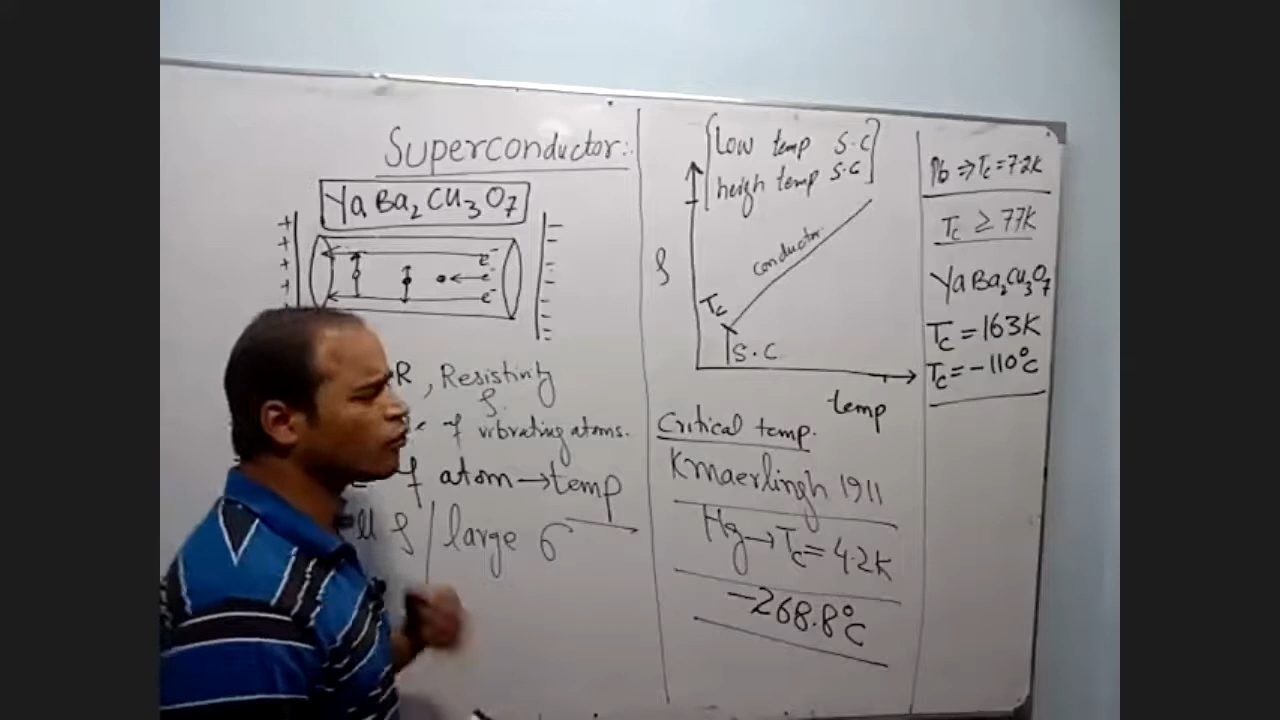 Superconductor:.
YaBa₂Cu₃O₇
+ + + +
e⁻
e⁻
e⁻
R, Resistivity
ρ
of vibrating atoms.
of atom → temp
ρ / large σ
Low temp S.C
heigh temp S.C
ρ
conductor
Tc
S.C
temp
Critical temp.
Kmaerlingh 1911
Hg → Tc = 4.2K
-268.8°C
Pb ⇒ Tc = 7.2K
Tc ≥ 77K
YaBa₂Cu₃O₇
Tc = 163K
Tc = -110°C